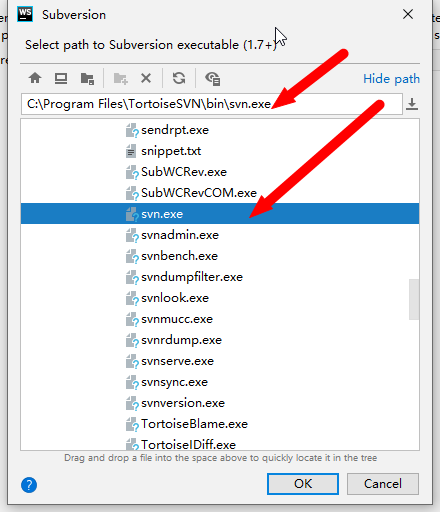 WS
Subversion
Select path to Subversion executable (1.7+)
Hide path
C:\Program Files\TortoiseSVN\bin\svn.exe
sendrpt.exe
snippet.txt
SubWCRev.exe
SubWCRevCOM.exe
svn.exe
svnadmin.exe
svnbench.exe
svndumpfilter.exe
svnlook.exe
svnmucc.exe
svnrdump.exe
svnserve.exe
svnsync.exe
svnversion.exe
TortoiseBlame.exe
TortoiseIDiff.exe
Drag and drop a file into the space above to quickly locate it in the tree
?
OK
Cancel